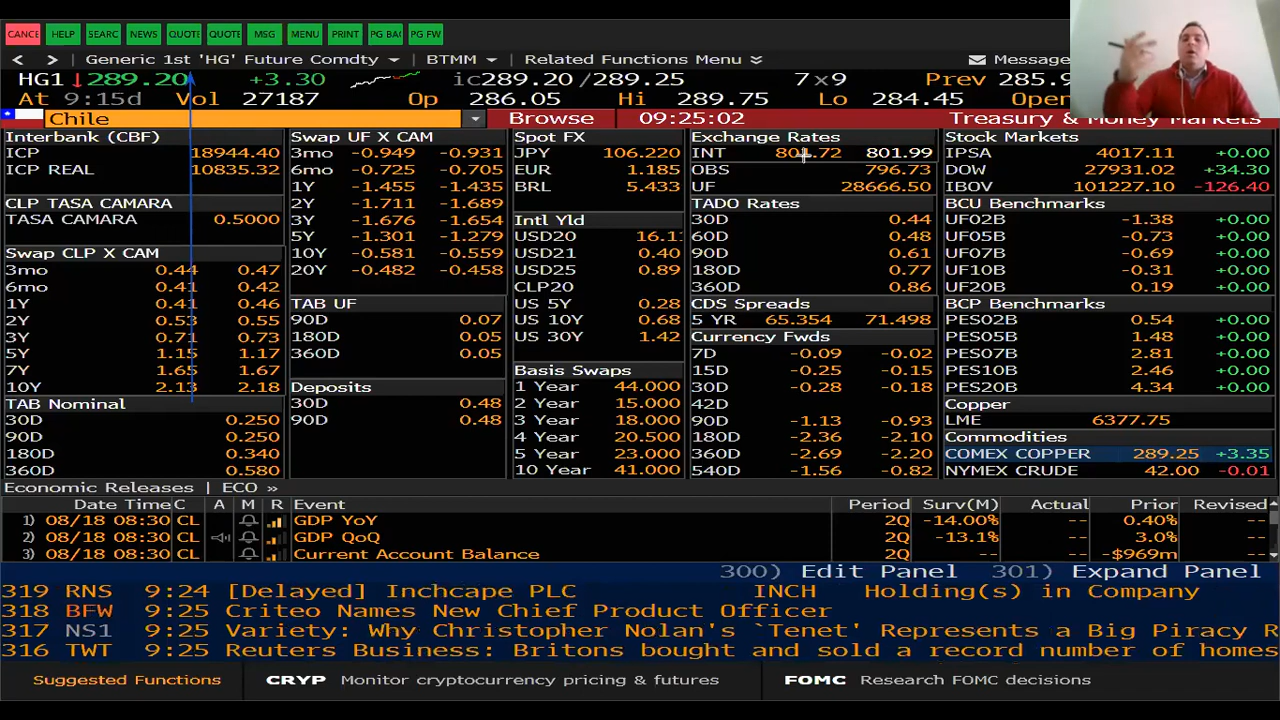 CANCE HELP SEARC NEWS QUOTE QUOTE MSG MENU PRINT PG BAC PG FW
< > Generic 1st 'HG' Future Comdty BTMM Related Functions Menu Message
HG1 ↓289.20 +3.30 ic289.20 /289.25 7x9 Prev 285.9
At 9:15d Vol 27187 Op 286.05 Hi 289.75 Lo 284.45 Open
Chile Browse 09:25:02 Treasury & Money Markets
Interbank (CBF)
ICP 18944.40
ICP REAL 10835.32
CLP TASA CAMARA
TASA CAMARA 0.5000
Swap CLP X CAM
3mo 0.44 0.47
6mo 0.41 0.42
1Y 0.41 0.46
2Y 0.53 0.55
3Y 0.71 0.73
5Y 1.15 1.17
7Y 1.65 1.67
10Y 2.13 2.18
TAB Nominal
30D 0.250
90D 0.250
180D 0.340
360D 0.580
Swap UF X CAM
3mo -0.949 -0.931
6mo -0.725 -0.705
1Y -1.455 -1.435
2Y -1.711 -1.689
3Y -1.676 -1.654
5Y -1.301 -1.279
10Y -0.581 -0.559
20Y -0.482 -0.458
TAB UF
90D 0.07
180D 0.05
360D 0.05
Deposits
30D 0.48
90D 0.48
Spot FX
JPY 106.220
EUR 1.185
BRL 5.433
Intl Yld
USD20 16.11
USD21 0.40
USD25 0.89
CLP20
US 5Y 0.28
US 10Y 0.68
US 30Y 1.42
Basis Swaps
1 Year 44.000
2 Year 15.000
3 Year 18.000
4 Year 20.500
5 Year 23.000
10 Year 41.000
Exchange Rates
INT 801.99
OBS 796.73
UF 28666.50
TADO Rates
30D 0.44
60D 0.48
90D 0.61
180D 0.77
360D 0.86
CDS Spreads
5 YR 65.354 71.498
Currency Fwds
7D -0.09 -0.02
15D -0.25 -0.15
30D -0.28 -0.18
42D
90D -1.13 -0.93
180D -2.36 -2.10
360D -2.69 -2.20
540D -1.56 -0.82
Stock Markets
IPSA 4017.11 +0.00
DOW 27931.02 +34.30
IBOV 101227.10 -126.40
BCU Benchmarks
UF02B -1.38 +0.00
UF05B -0.73 +0.00
UF07B -0.69 +0.00
UF10B -0.31 +0.00
UF20B 0.19 +0.00
BCP Benchmarks
PES02B 0.54 +0.00
PES05B 1.48 +0.00
PES07B 2.81 +0.00
PES10B 2.46 +0.00
PES20B 4.34 +0.00
Copper
LME 6377.75
Commodities
COMEX COPPER 289.25 +3.35
NYMEX CRUDE 42.00 -0.01
Economic Releases | ECO »
Date Time C A M R Event Period Surv(M) Actual Prior Revised
1) 08/18 08:30 CL GDP YoY 2Q -14.00% -- 0.40% --
2) 08/18 08:30 CL GDP QoQ 2Q -13.1% -- 3.0% --
3) 08/18 08:30 CL Current Account Balance 2Q -- -- -$969m --
300) Edit Panel 301) Expand Panel
319 RNS 9:24 [Delayed] Inchcape PLC INCH Holding(s) in Company
318 BFW 9:25 Criteo Names New Chief Product Officer
317 NS1 9:25 Variety: Why Christopher Nolan's `Tenet' Represents a Big Piracy R
316 TWT 9:25 Reuters Business: Britons bought and sold a record number of homes
Suggested Functions CRYP Monitor cryptocurrency pricing & futures FOMC Research FOMC decisions